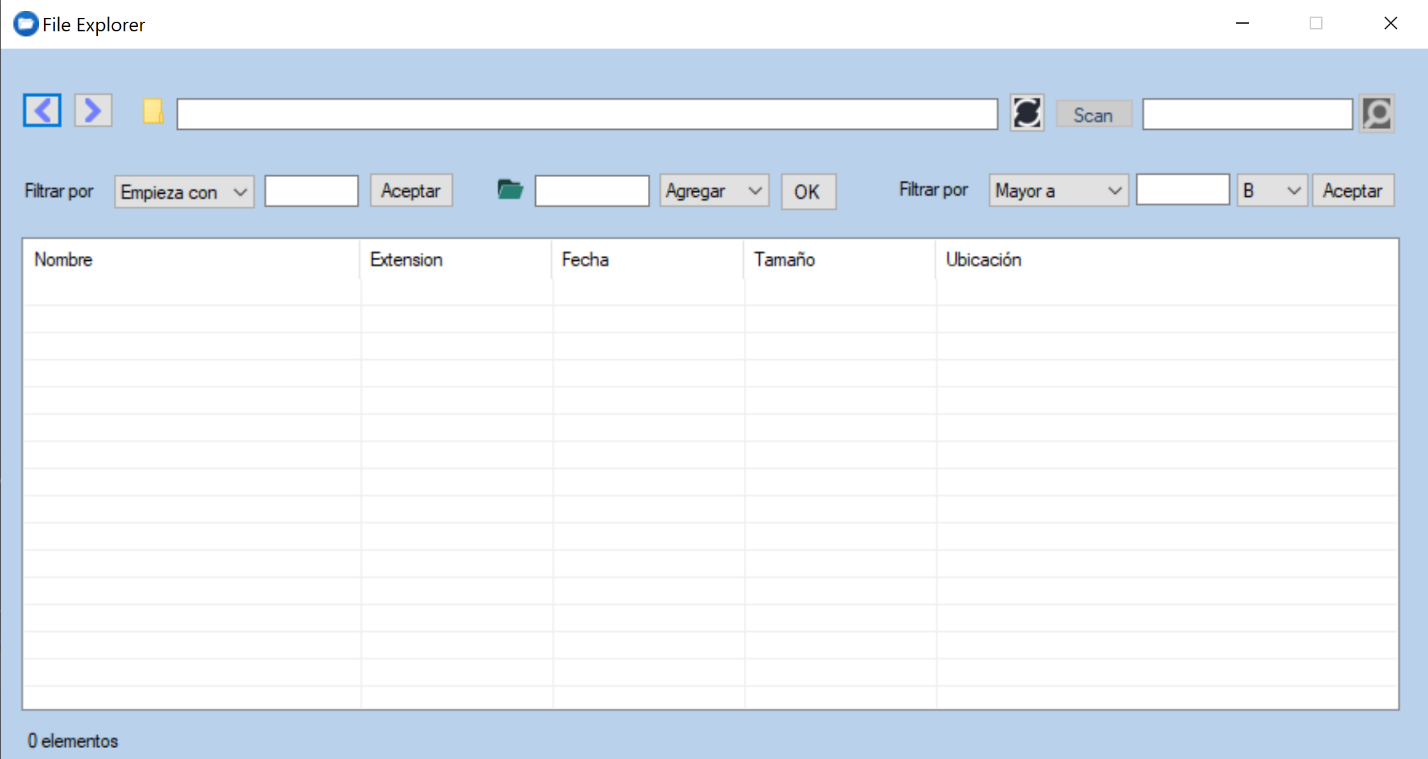 File Explorer
Scan
Filtrar por Empieza con Aceptar Agregar OK Filtrar por Mayor a B Aceptar
Nombre Extension Fecha Tamaño Ubicación
0 elementos